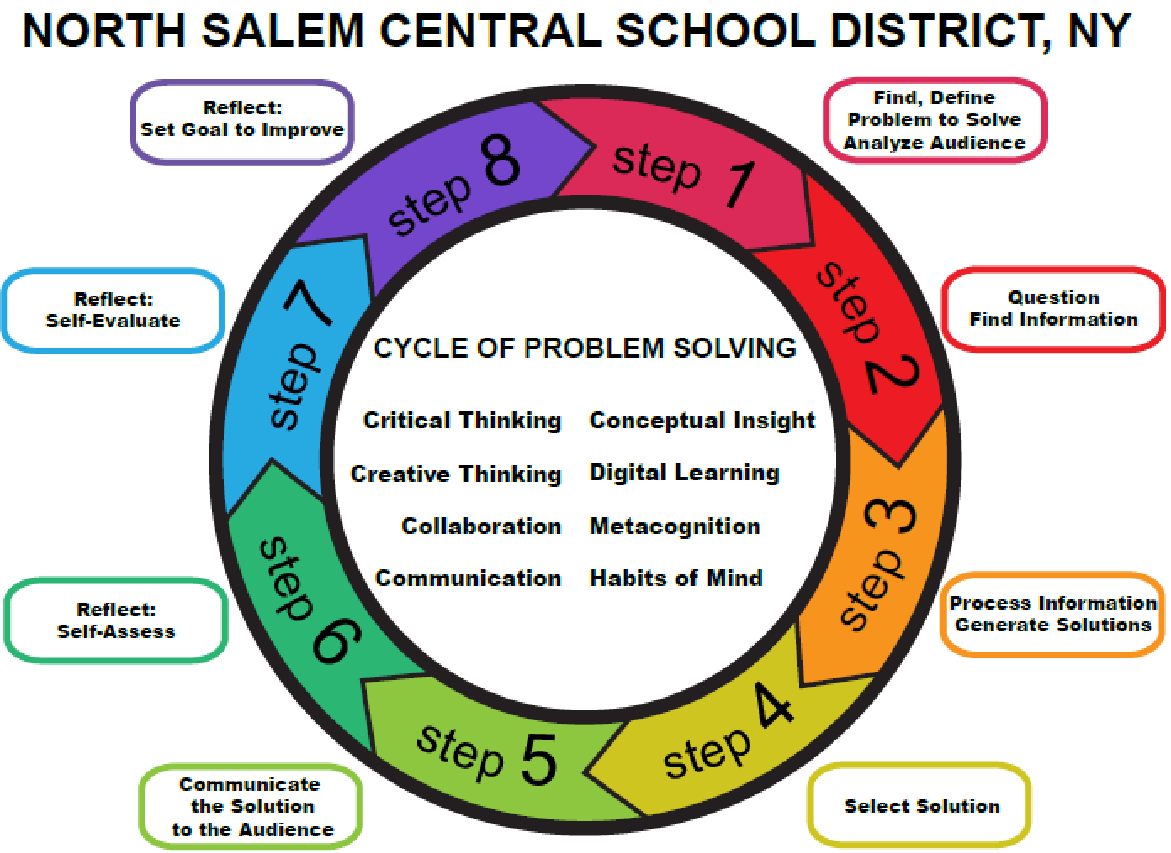 NORTH SALEM CENTRAL SCHOOL DISTRICT, NY
Find, Define
Problem to Solve
Analyze Audience
step 1
Question
Find Information
step 2
Process Information
Generate Solutions
step 3
Select Solution
step 4
Communicate
the Solution
to the Audience
step 5
Reflect:
Self-Assess
step 6
Reflect:
Self-Evaluate
step 7
Reflect:
Set Goal to Improve
step 8
CYCLE OF PROBLEM SOLVING
Critical Thinking Conceptual Insight
Creative Thinking Digital Learning
Collaboration Metacognition
Communication Habits of Mind